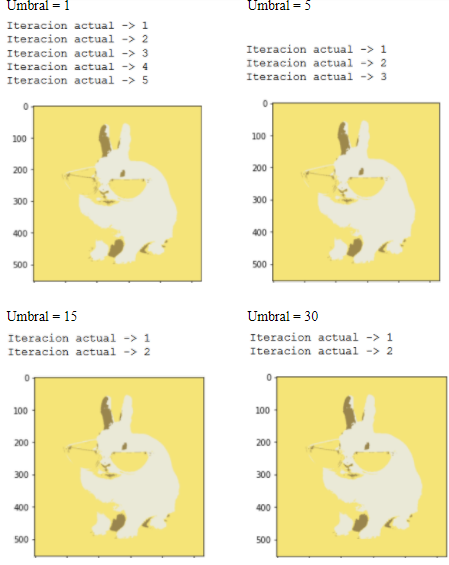 Umbral = 1
Iteracion actual -> 1
Iteracion actual -> 2
Iteracion actual -> 3
Iteracion actual -> 4
Iteracion actual -> 5
0
100
200
300
400
500
Umbral = 5
Iteracion actual -> 1
Iteracion actual -> 2
Iteracion actual -> 3
0
100
200
300
400
500
Umbral = 15
Iteracion actual -> 1
Iteracion actual -> 2
0
100
200
300
400
500
Umbral = 30
Iteracion actual -> 1
Iteracion actual -> 2
0
100
200
300
400
500